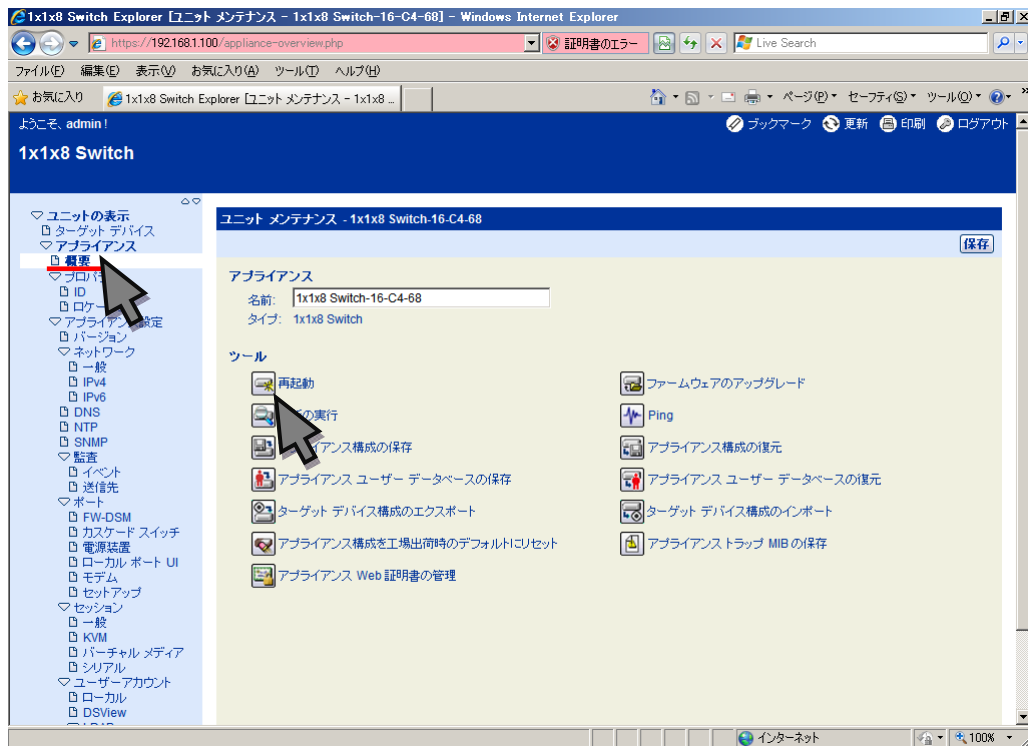 1x1x8 Switch Explorer [ユニット メンテナンス - 1x1x8 Switch-16-C4-68] - Windows Internet Explorer
https://192.168.1.100/appliance-overview.php
証明書のエラー
Live Search
ファイル(F) 編集(E) 表示(V) お気に入り(A) ツール(T) ヘルプ(H)
お気に入り
1x1x8 Switch Explorer [ユニット メンテナンス - 1x1x8 ...
ページ(P) セーフティ(S) ツール(O)
ようこそ、admin !
ブックマーク 更新 印刷 ログアウト
1x1x8 Switch
ユニットの表示
ターゲット デバイス
アプライアンス
概要
ID
バージョン
ネットワーク
一般
IPv4
IPv6
DNS
NTP
SNMP
監査
イベント
送信先
ポート
FW-DSM
カスケード スイッチ
電源装置
ローカル ポート UI
モデム
セットアップ
セッション
一般
KVM
バーチャル メディア
シリアル
ユーザーアカウント
ローカル
DSView
ユニット メンテナンス - 1x1x8 Switch-16-C4-68
保存
アプライアンス
名前: 1x1x8 Switch-16-C4-68
タイプ: 1x1x8 Switch
ツール
再起動
ファームウェアのアップグレード
の実行
Ping
アプライアンス構成の復元
アプライアンス ユーザー データベースの保存
アプライアンス ユーザー データベースの復元
ターゲット デバイス構成のエクスポート
ターゲット デバイス構成のインポート
アプライアンス構成を工場出荷時のデフォルトにリセット
アプライアンス トラップ MIB の保存
アプライアンス Web 証明書の管理
インターネット
100%